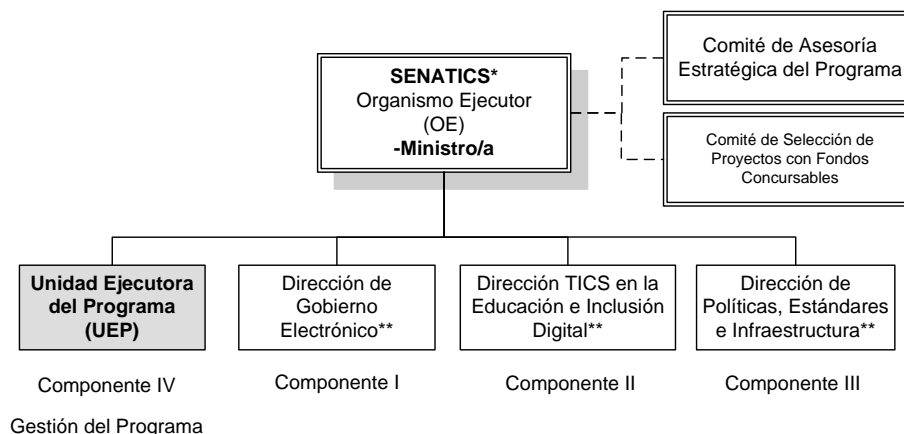 SENATICS*
Organismo Ejecutor
(OE)
-Ministro/a
Comité de Asesoría
Estratégica del Programa
Comité de Selección de
Proyectos con Fondos
Concursables
Unidad Ejecutora
del Programa
(UEP)
Dirección de
Gobierno
Electrónico**
Dirección TICS en la
Educación e Inclusión
Digital**
Dirección de
Políticas, Estándares
e Infraestructura**
Componente IV
Componente I
Componente II
Componente III
Gestión del Programa